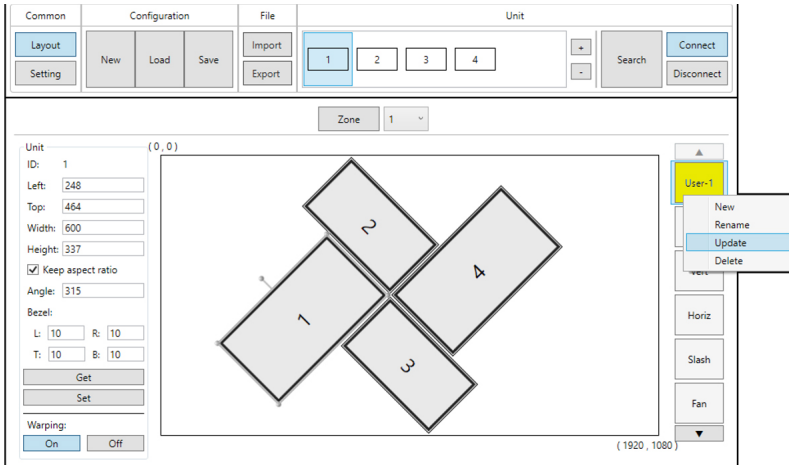 Common Configuration File Unit
Layout
Setting
New Load Save
Import
Export
1 2 3 4
+
-
Search
Connect
Disconnect
Zone 1
Unit
ID: 1
Left: 248
Top: 464
Width: 600
Height: 337
Keep aspect ratio
Angle: 315
Bezel:
L: 10 R: 10
T: 10 B: 10
Get
Set
Warping:
On Off
( 0 , 0 )
1
2
3
4
( 1920 , 1080 )
User-1
New
Rename
Update
Delete
Horiz
Slash
Fan